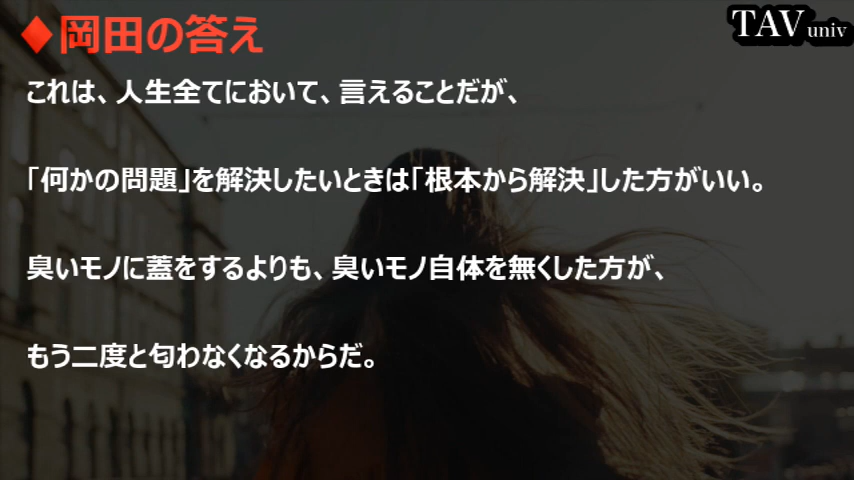 ◆岡田の答え
TAV univ
これは、人生全てにおいて、言えることだが、
「何かの問題」を解決したいときは「根本から解決」した方がいい。
臭いモノに蓋をするよりも、臭いモノ自体を無くした方が、
もう二度と匂わなくなるからだ。